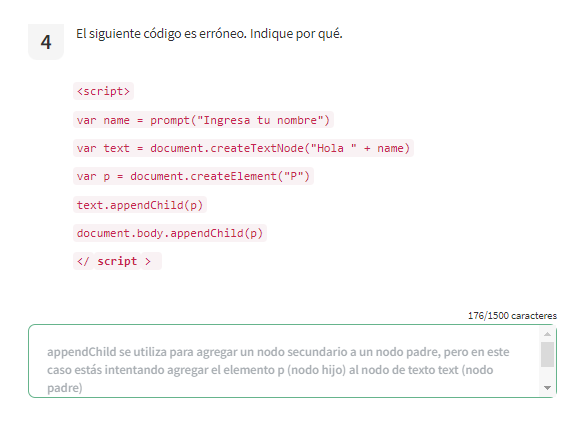 4
El siguiente código es erróneo. Indique por qué.
<script>
var name = prompt("Ingresa tu nombre")
var text = document.createTextNode("Hola " + name)
var p = document.createElement("P")
text.appendChild(p)
document.body.appendChild(p)
</ script >
176/1500 caracteres
appendChild se utiliza para agregar un nodo secundario a un nodo padre, pero en este
caso estás intentando agregar el elemento p (nodo hijo) al nodo de texto text (nodo
padre)